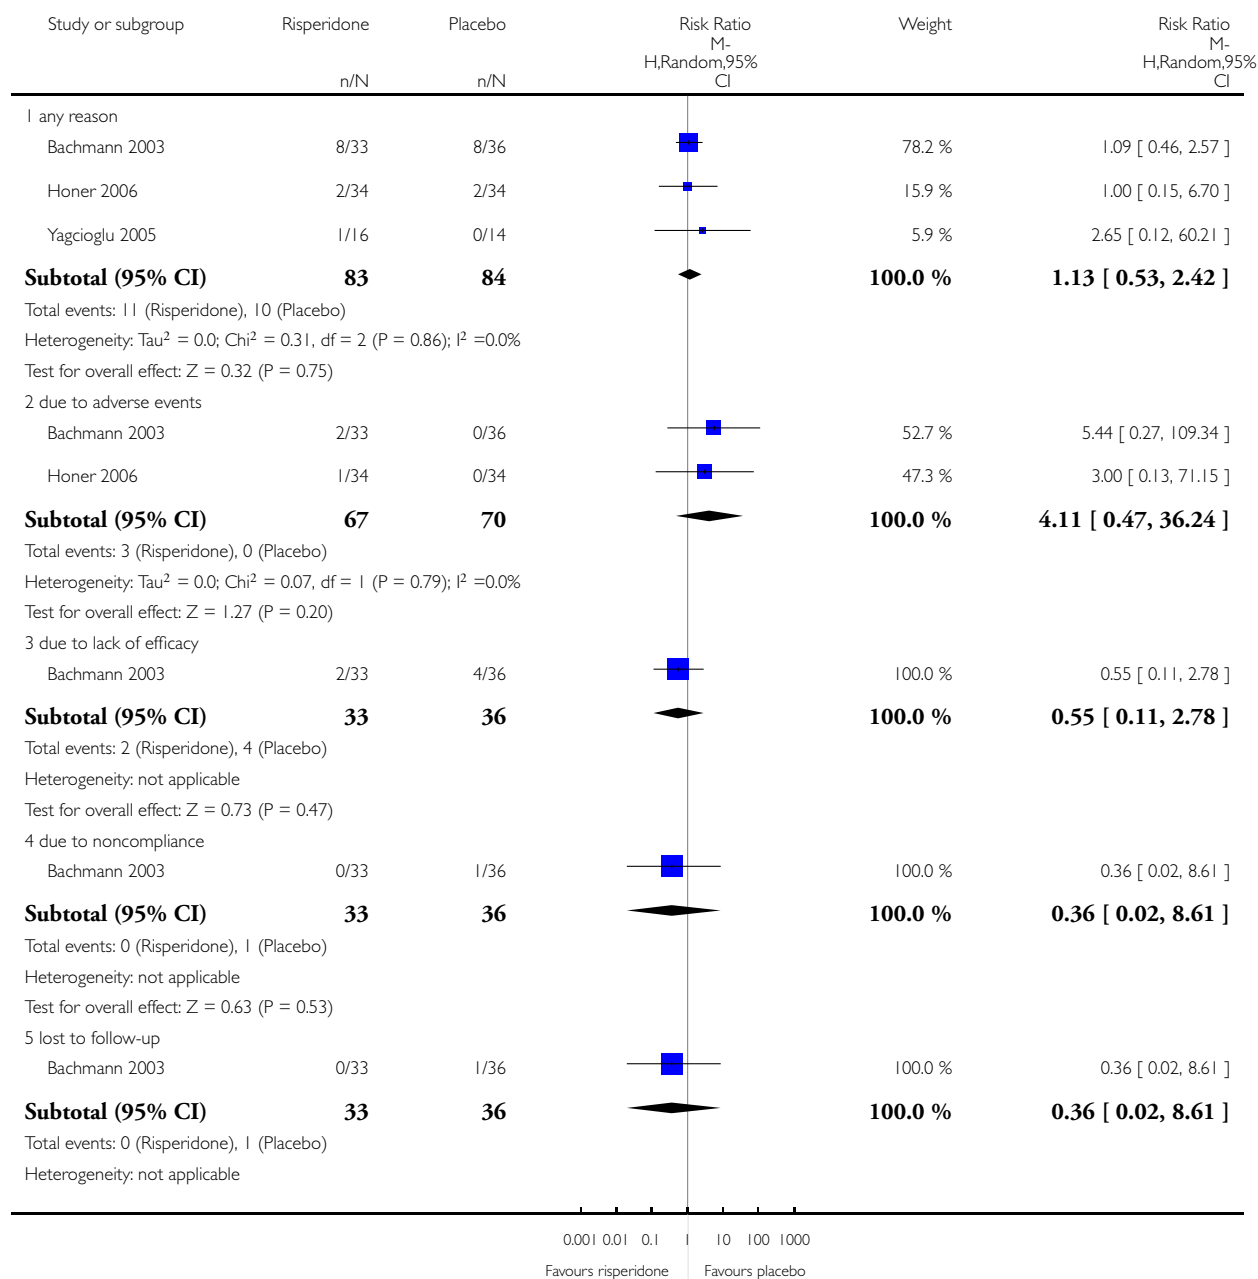 Study or subgroup Risperidone Placebo Risk Ratio Weight Risk Ratio
M-H,Random,95% CI M-H,Random,95% CI
n/N n/N
1 any reason
Bachmann 2003 8/33 8/36 78.2 % 1.09 [ 0.46, 2.57 ]
Honer 2006 2/34 2/34 15.9 % 1.00 [ 0.15, 6.70 ]
Yagcioglu 2005 1/16 0/14 5.9 % 2.65 [ 0.12, 60.21 ]
Subtotal (95% CI) 83 84 100.0 % 1.13 [ 0.53, 2.42 ]
Total events: 11 (Risperidone), 10 (Placebo)
Heterogeneity: Tau² = 0.0; Chi² = 0.31, df = 2 (P = 0.86); I² =0.0%
Test for overall effect: Z = 0.32 (P = 0.75)
2 due to adverse events
Bachmann 2003 2/33 0/36 52.7 % 5.44 [ 0.27, 109.34 ]
Honer 2006 1/34 0/34 47.3 % 3.00 [ 0.13, 71.15 ]
Subtotal (95% CI) 67 70 100.0 % 4.11 [ 0.47, 36.24 ]
Total events: 3 (Risperidone), 0 (Placebo)
Heterogeneity: Tau² = 0.0; Chi² = 0.07, df = 1 (P = 0.79); I² =0.0%
Test for overall effect: Z = 1.27 (P = 0.20)
3 due to lack of efficacy
Bachmann 2003 2/33 4/36 100.0 % 0.55 [ 0.11, 2.78 ]
Subtotal (95% CI) 33 36 100.0 % 0.55 [ 0.11, 2.78 ]
Total events: 2 (Risperidone), 4 (Placebo)
Heterogeneity: not applicable
Test for overall effect: Z = 0.73 (P = 0.47)
4 due to noncompliance
Bachmann 2003 0/33 1/36 100.0 % 0.36 [ 0.02, 8.61 ]
Subtotal (95% CI) 33 36 100.0 % 0.36 [ 0.02, 8.61 ]
Total events: 0 (Risperidone), 1 (Placebo)
Heterogeneity: not applicable
Test for overall effect: Z = 0.63 (P = 0.53)
5 lost to follow-up
Bachmann 2003 0/33 1/36 100.0 % 0.36 [ 0.02, 8.61 ]
Subtotal (95% CI) 33 36 100.0 % 0.36 [ 0.02, 8.61 ]
Total events: 0 (Risperidone), 1 (Placebo)
Heterogeneity: not applicable
0.001 0.01 0.1 1 10 100 1000
Favours risperidone Favours placebo